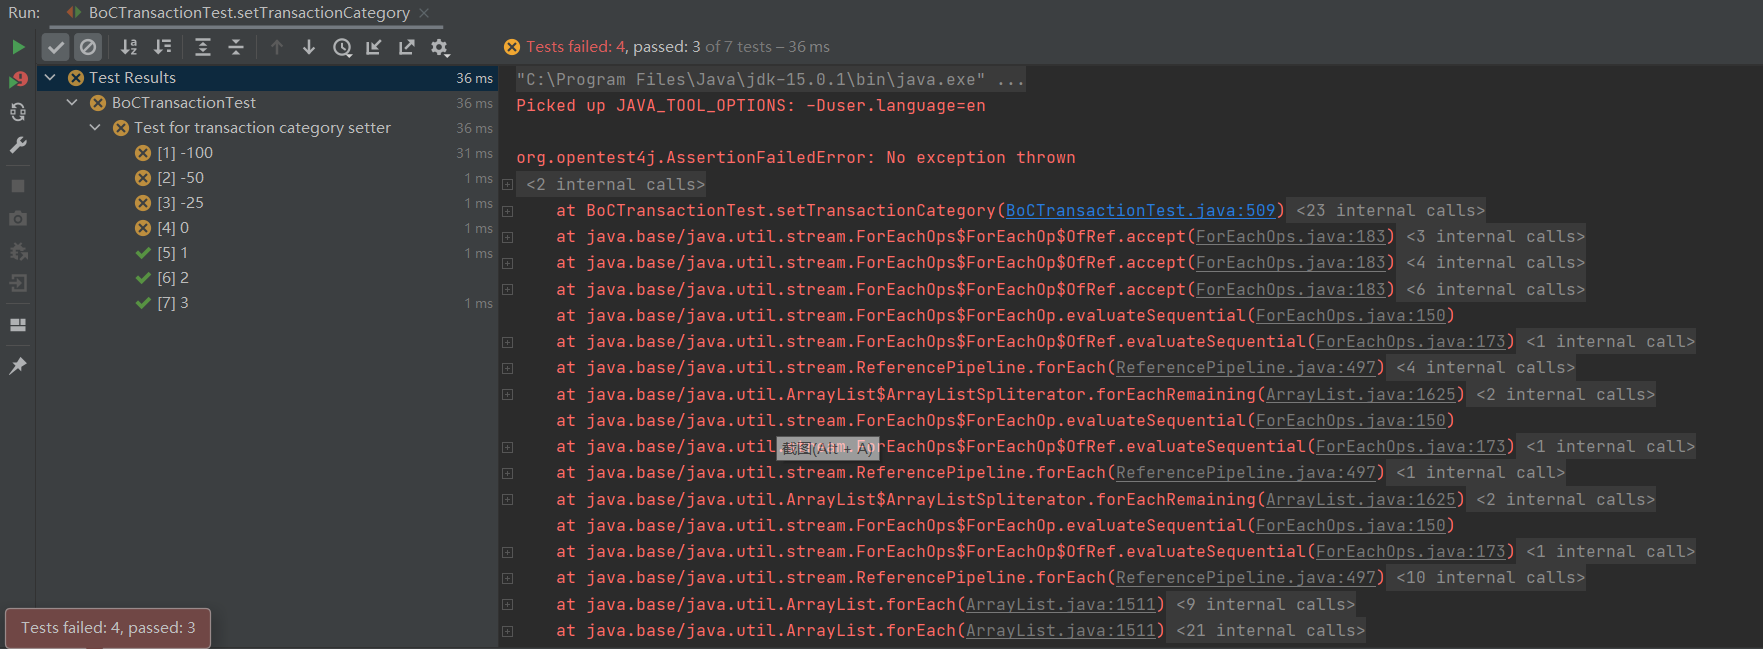 Run: BoCTransactionTest.setTransactionCategory
Tests failed: 4, passed: 3 of 7 tests – 36 ms
Test Results 36 ms
BoCTransactionTest 36 ms
Test for transaction category setter 36 ms
[1] -100 31 ms
[2] -50 1 ms
[3] -25 1 ms
[4] 0 1 ms
[5] 1 1 ms
[6] 2
[7] 3 1 ms
"C:\Program Files\Java\jdk-15.0.1\bin\java.exe" ...
Picked up JAVA_TOOL_OPTIONS: -Duser.language=en
org.opentest4j.AssertionFailedError: No exception thrown
<2 internal calls>
at BoCTransactionTest.setTransactionCategory(BoCTransactionTest.java:509) <23 internal calls>
at java.base/java.util.stream.ForEachOps$ForEachOp$OfRef.accept(ForEachOps.java:183) <3 internal calls>
at java.base/java.util.stream.ForEachOps$ForEachOp$OfRef.accept(ForEachOps.java:183) <4 internal calls>
at java.base/java.util.stream.ForEachOps$ForEachOp$OfRef.accept(ForEachOps.java:183) <6 internal calls>
at java.base/java.util.stream.ForEachOps$ForEachOp.evaluateSequential(ForEachOps.java:150)
at java.base/java.util.stream.ForEachOps$ForEachOp$OfRef.evaluateSequential(ForEachOps.java:173) <1 internal call>
at java.base/java.util.stream.ReferencePipeline.forEach(ReferencePipeline.java:497) <4 internal calls>
at java.base/java.util.ArrayList$ArrayListSpliterator.forEachRemaining(ArrayList.java:1625) <2 internal calls>
at java.base/java.util.stream.ForEachOps$ForEachOp.evaluateSequential(ForEachOps.java:150)
at java.base/java.util.stream.ForEachOps$ForEachOp$OfRef.evaluateSequential(ForEachOps.java:173) <1 internal call>
截图(Alt + A)
at java.base/java.util.stream.ReferencePipeline.forEach(ReferencePipeline.java:497) <1 internal call>
at java.base/java.util.ArrayList$ArrayListSpliterator.forEachRemaining(ArrayList.java:1625) <2 internal calls>
at java.base/java.util.stream.ForEachOps$ForEachOp.evaluateSequential(ForEachOps.java:150)
at java.base/java.util.stream.ForEachOps$ForEachOp$OfRef.evaluateSequential(ForEachOps.java:173) <1 internal call>
at java.base/java.util.stream.ReferencePipeline.forEach(ReferencePipeline.java:497) <10 internal calls>
at java.base/java.util.ArrayList.forEach(ArrayList.java:1511) <9 internal calls>
at java.base/java.util.ArrayList.forEach(ArrayList.java:1511) <21 internal calls>
Tests failed: 4, passed: 3